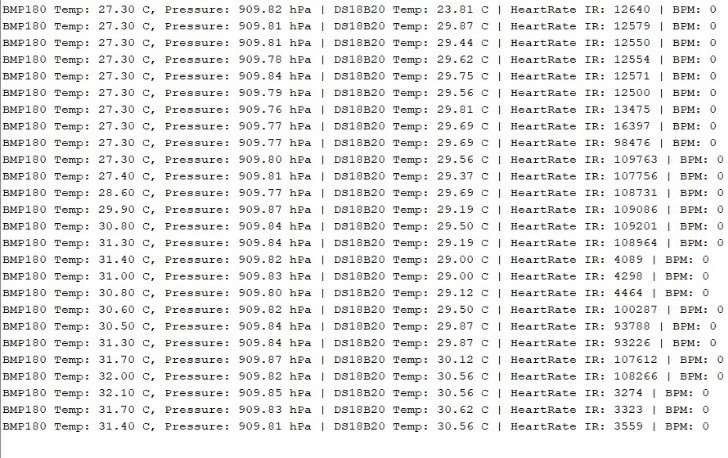 BMP180 Temp: 27.30 C, Pressure: 909.82 hPa | DS18B20 Temp: 23.81 C | HeartRate IR: 12640 | BPM: 0
BMP180 Temp: 27.30 C, Pressure: 909.81 hPa | DS18B20 Temp: 29.87 C | HeartRate IR: 12579 | BPM: 0
BMP180 Temp: 27.30 C, Pressure: 909.81 hPa | DS18B20 Temp: 29.44 C | HeartRate IR: 12550 | BPM: 0
BMP180 Temp: 27.30 C, Pressure: 909.78 hPa | DS18B20 Temp: 29.62 C | HeartRate IR: 12554 | BPM: 0
BMP180 Temp: 27.30 C, Pressure: 909.84 hPa | DS18B20 Temp: 29.75 C | HeartRate IR: 12571 | BPM: 0
BMP180 Temp: 27.30 C, Pressure: 909.79 hPa | DS18B20 Temp: 29.56 C | HeartRate IR: 12500 | BPM: 0
BMP180 Temp: 27.30 C, Pressure: 909.76 hPa | DS18B20 Temp: 29.81 C | HeartRate IR: 13475 | BPM: 0
BMP180 Temp: 27.30 C, Pressure: 909.77 hPa | DS18B20 Temp: 29.69 C | HeartRate IR: 16397 | BPM: 0
BMP180 Temp: 27.30 C, Pressure: 909.77 hPa | DS18B20 Temp: 29.69 C | HeartRate IR: 98476 | BPM: 0
BMP180 Temp: 27.30 C, Pressure: 909.80 hPa | DS18B20 Temp: 29.56 C | HeartRate IR: 109763 | BPM: 0
BMP180 Temp: 27.40 C, Pressure: 909.81 hPa | DS18B20 Temp: 29.37 C | HeartRate IR: 107756 | BPM: 0
BMP180 Temp: 28.60 C, Pressure: 909.77 hPa | DS18B20 Temp: 29.69 C | HeartRate IR: 108731 | BPM: 0
BMP180 Temp: 29.90 C, Pressure: 909.87 hPa | DS18B20 Temp: 29.19 C | HeartRate IR: 109086 | BPM: 0
BMP180 Temp: 30.80 C, Pressure: 909.84 hPa | DS18B20 Temp: 29.50 C | HeartRate IR: 109201 | BPM: 0
BMP180 Temp: 31.30 C, Pressure: 909.84 hPa | DS18B20 Temp: 29.19 C | HeartRate IR: 108964 | BPM: 0
BMP180 Temp: 31.40 C, Pressure: 909.82 hPa | DS18B20 Temp: 29.00 C | HeartRate IR: 4089 | BPM: 0
BMP180 Temp: 31.00 C, Pressure: 909.83 hPa | DS18B20 Temp: 29.00 C | HeartRate IR: 4298 | BPM: 0
BMP180 Temp: 30.80 C, Pressure: 909.80 hPa | DS18B20 Temp: 29.12 C | HeartRate IR: 4464 | BPM: 0
BMP180 Temp: 30.60 C, Pressure: 909.82 hPa | DS18B20 Temp: 29.50 C | HeartRate IR: 100287 | BPM: 0
BMP180 Temp: 30.50 C, Pressure: 909.84 hPa | DS18B20 Temp: 29.87 C | HeartRate IR: 93788 | BPM: 0
BMP180 Temp: 31.30 C, Pressure: 909.84 hPa | DS18B20 Temp: 29.87 C | HeartRate IR: 93226 | BPM: 0
BMP180 Temp: 31.70 C, Pressure: 909.87 hPa | DS18B20 Temp: 30.12 C | HeartRate IR: 107612 | BPM: 0
BMP180 Temp: 32.00 C, Pressure: 909.82 hPa | DS18B20 Temp: 30.56 C | HeartRate IR: 108266 | BPM: 0
BMP180 Temp: 32.10 C, Pressure: 909.85 hPa | DS18B20 Temp: 30.56 C | HeartRate IR: 3274 | BPM: 0
BMP180 Temp: 31.70 C, Pressure: 909.83 hPa | DS18B20 Temp: 30.62 C | HeartRate IR: 3323 | BPM: 0
BMP180 Temp: 31.40 C, Pressure: 909.81 hPa | DS18B20 Temp: 30.56 C | HeartRate IR: 3559 | BPM: 0